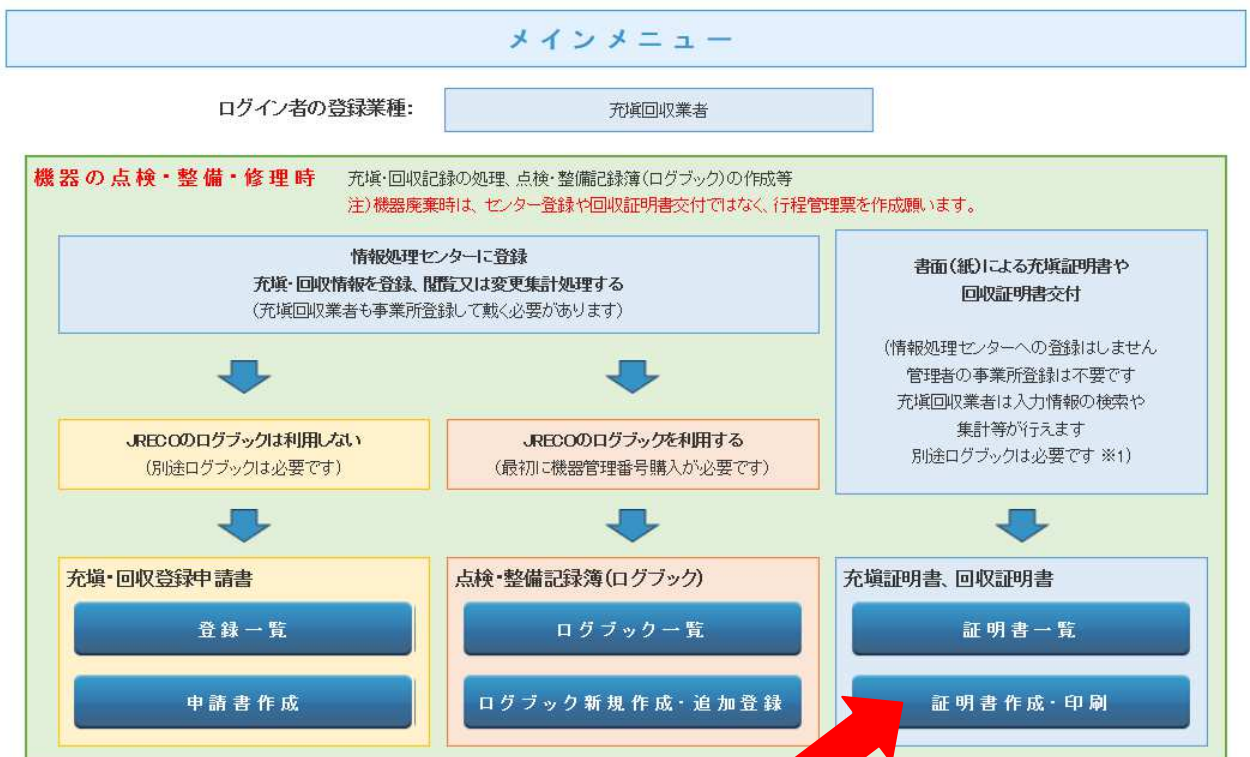 メインメニュー
ログイン者の登録業種:
充填回収業者
機器の点検・整備・修理時 充填・回収記録の処理、点検・整備記録簿(ログブック)の作成等
注)機器廃棄時は、センター登録や回収証明書交付ではなく、行程管理票を作成願います。
情報処理センターに登録
充填・回収情報を登録、閲覧又は変更集計処理する
(充填回収業者も事業所登録して戴く必要があります)
書面(紙)による充填証明書や
回収証明書交付
(情報処理センターへの登録はしません
管理者の事業所登録は不要です
充填回収業者は入力情報の検索や
集計等が行えます
別途ログブックは必要です ※1)
JRECOのログブックは利用しない
(別途ログブックは必要です)
JRECOのログブックを利用する
(最初に機器管理番号購入が必要です)
充填・回収登録申請書
登録一覧
申請書作成
点検・整備記録簿(ログブック)
ログブック一覧
ログブック新規作成・追加登録
充填証明書、回収証明書
証明書一覧
証明書作成・印刷